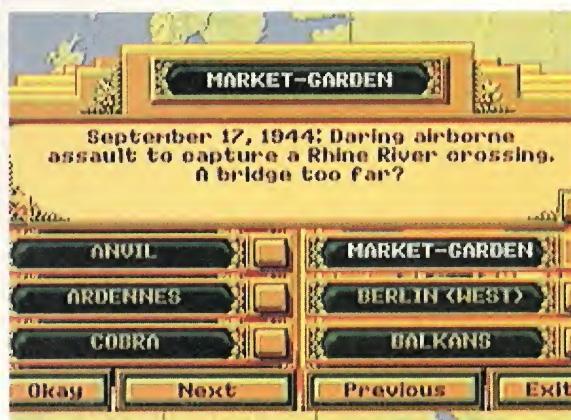 MARKET-GARDEN
September 17, 1944: Daring airborne
assault to capture a Rhine River crossing.
A bridge too far?
ANVIL
MARKET-GARDEN
ARDENNES
BERLIN <WEST>
COBRA
BALKANS
Okay Next Previous Exit